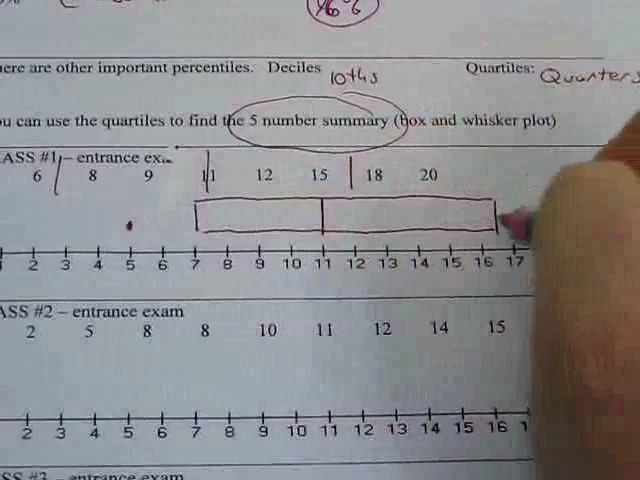 here are other important percentiles. Deciles 10ths Quartiles: Quarters
ou can use the quartiles to find the 5 number summary (box and whisker plot)
ASS #1 – entrance exam
6 8 9 11 12 15 18 20
2 3 4 5 6 7 8 9 10 11 12 13 14 15 16 17
ASS #2 – entrance exam
2 5 8 8 10 11 12 14 15
2 3 4 5 6 7 8 9 10 11 12 13 14 15 16 1
ASS #3 – entrance exam